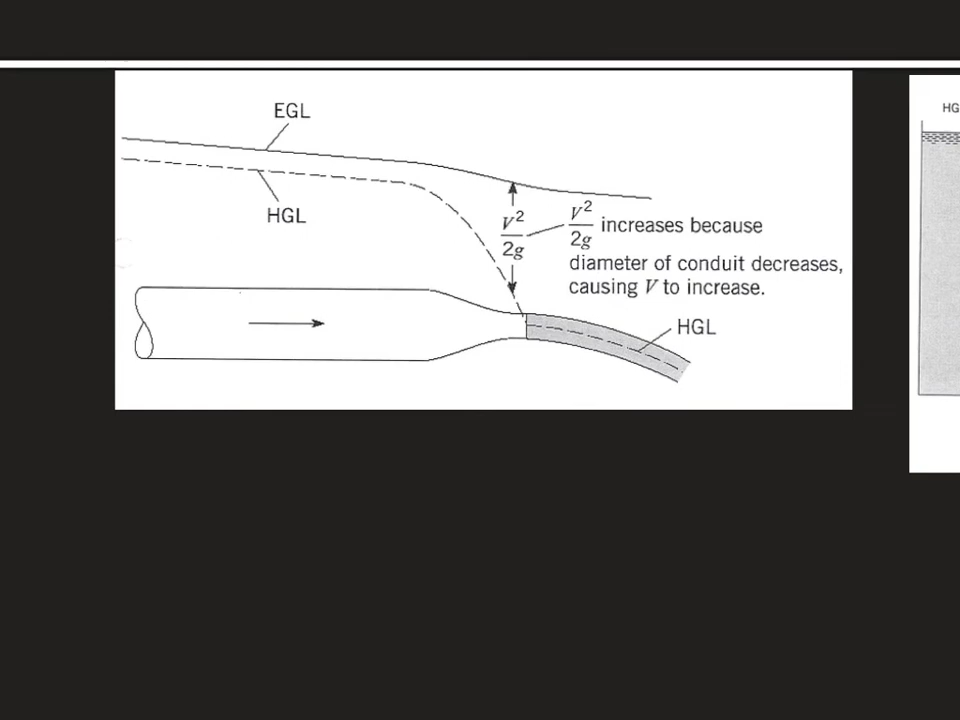 EGL
HGL
V²/2g
V²/2g increases because
diameter of conduit decreases,
causing V to increase.
HGL
HG